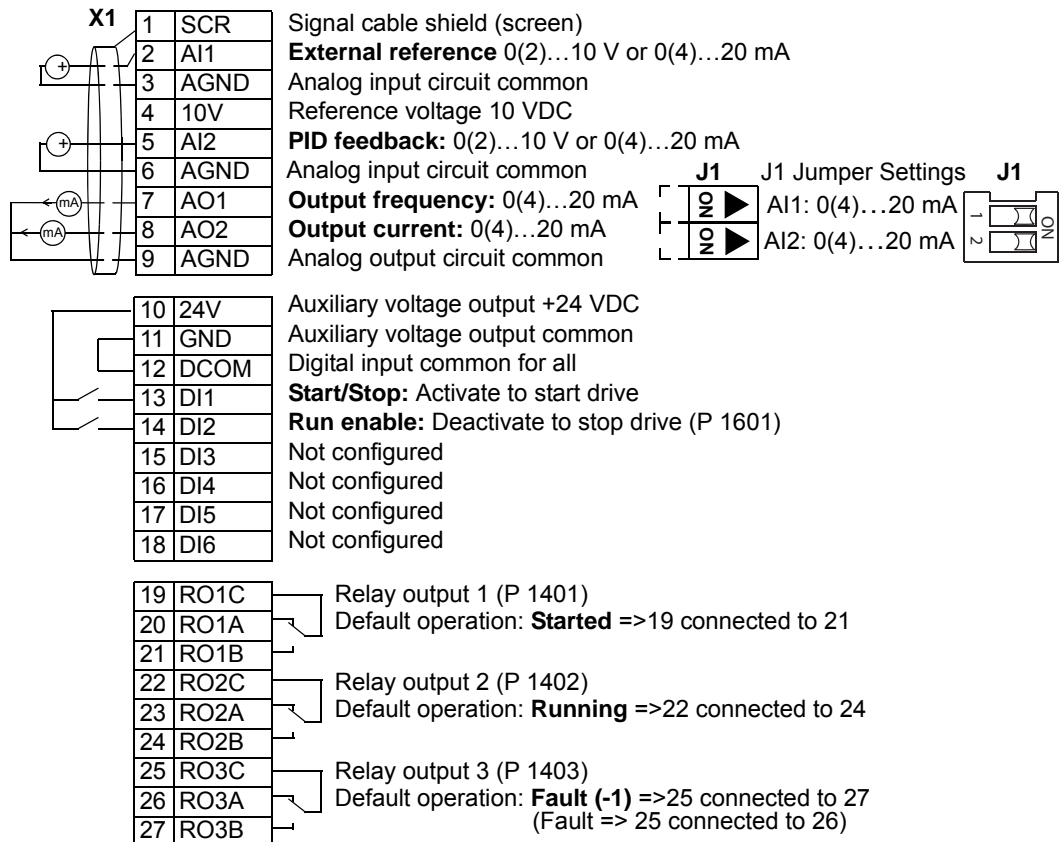 X1
1 SCR Signal cable shield (screen)
2 AI1 External reference 0(2)…10 V or 0(4)…20 mA
3 AGND Analog input circuit common
4 10V Reference voltage 10 VDC
5 AI2 PID feedback: 0(2)…10 V or 0(4)…20 mA
6 AGND Analog input circuit common
7 AO1 Output frequency: 0(4)…20 mA
8 AO2 Output current: 0(4)…20 mA
9 AGND Analog output circuit common
+
+
mA
mA
J1 J1 Jumper Settings J1
ON AI1: 0(4)…20 mA 1
ON AI2: 0(4)…20 mA 2
ON
10 24V Auxiliary voltage output +24 VDC
11 GND Auxiliary voltage output common
12 DCOM Digital input common for all
13 DI1 Start/Stop: Activate to start drive
14 DI2 Run enable: Deactivate to stop drive (P 1601)
15 DI3 Not configured
16 DI4 Not configured
17 DI5 Not configured
18 DI6 Not configured
19 RO1C Relay output 1 (P 1401)
20 RO1A Default operation: Started =>19 connected to 21
21 RO1B
22 RO2C Relay output 2 (P 1402)
23 RO2A Default operation: Running =>22 connected to 24
24 RO2B
25 RO3C Relay output 3 (P 1403)
26 RO3A Default operation: Fault (-1) =>25 connected to 27
27 RO3B (Fault => 25 connected to 26)